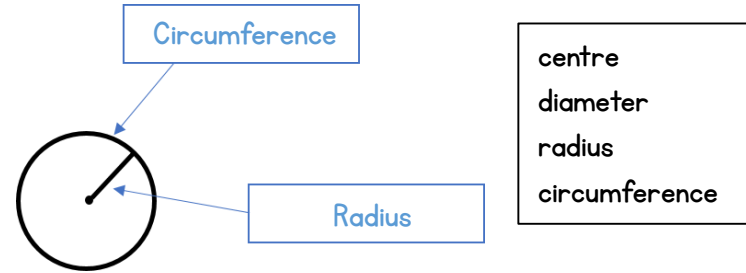 Circumference
Radius
centre
diameter
radius
circumference